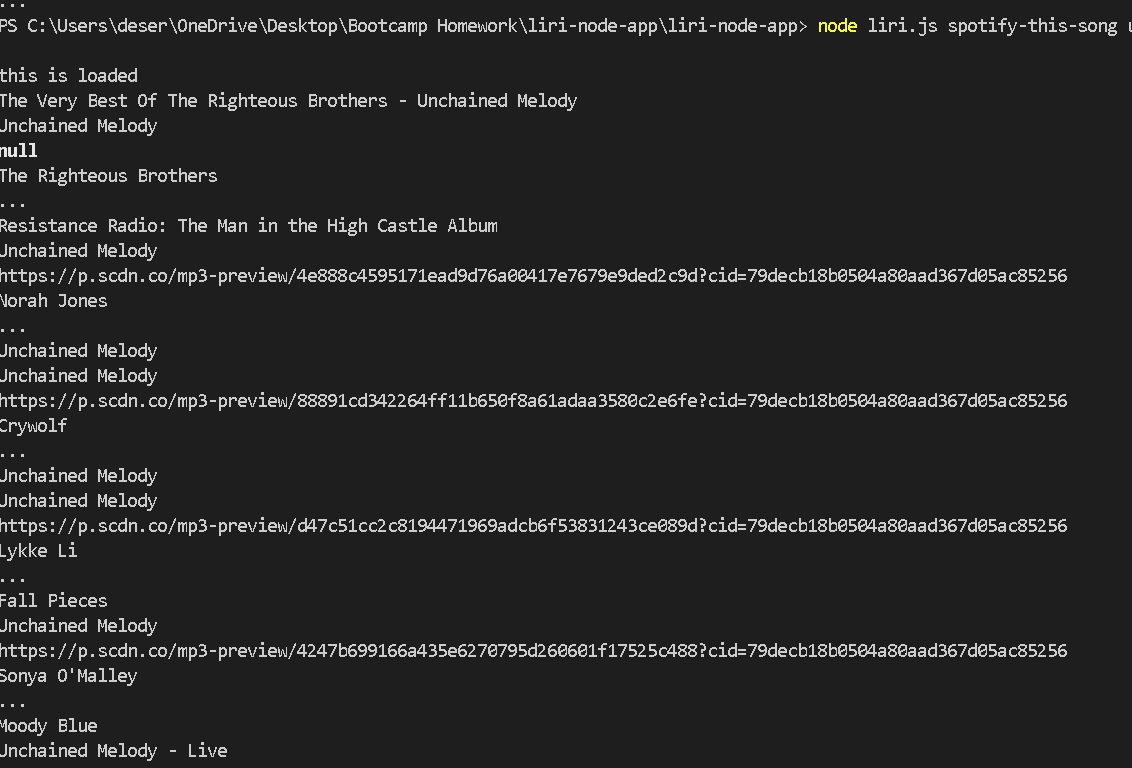 ...
PS C:\Users\deser\OneDrive\Desktop\Bootcamp Homework\liri-node-app\liri-node-app> node liri.js spotify-this-song
this is loaded
The Very Best Of The Righteous Brothers - Unchained Melody
Unchained Melody
null
The Righteous Brothers
...
Resistance Radio: The Man in the High Castle Album
Unchained Melody
https://p.scdn.co/mp3-preview/4e888c4595171ead9d76a00417e7679e9ded2c9d?cid=79decb18b0504a80aad367d05ac85256
Norah Jones
...
Unchained Melody
Unchained Melody
https://p.scdn.co/mp3-preview/88891cd342264ff11b650f8a61adaa3580c2e6fe?cid=79decb18b0504a80aad367d05ac85256
Crywolf
...
Unchained Melody
Unchained Melody
https://p.scdn.co/mp3-preview/d47c51cc2c8194471969adcb6f53831243ce089d?cid=79decb18b0504a80aad367d05ac85256
Lykke Li
...
Fall Pieces
Unchained Melody
https://p.scdn.co/mp3-preview/4247b699166a435e6270795d260601f17525c488?cid=79decb18b0504a80aad367d05ac85256
Sonya O'Malley
...
Moody Blue
Unchained Melody - Live